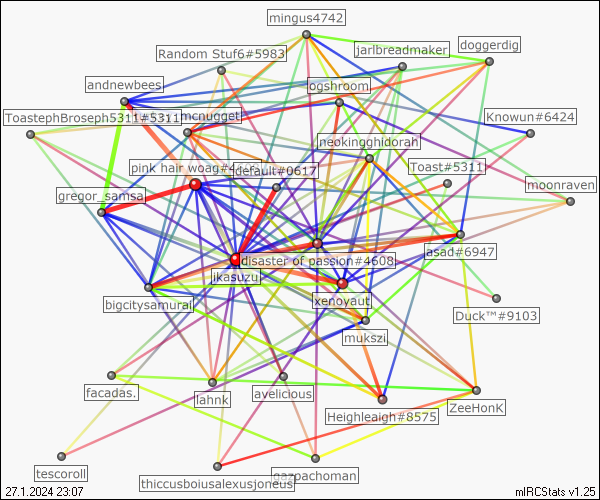 mingus4742
jarlbreadmaker
doggerdig
Random Stuf6#5983
andnewbees
ogshroom
ToastephBroseph5311#5311
mcnugget
Knowun#6424
neokingghidorah
pink hair woag#
default#0617
Toast#5311
moonraven
gregor_samsa
disaster of passion#4608
asad#6947
jkasuzu
xenoyaut
bigcitysamurai
Duck™#9103
mukszi
facadas.
lahnk
avelicious
Heighleaigh#8575
ZeeHonK
tescoroll
thiccusboiusalexusjoneus
gazpachoman
27.1.2024 23:07
mIRCStats v1.25